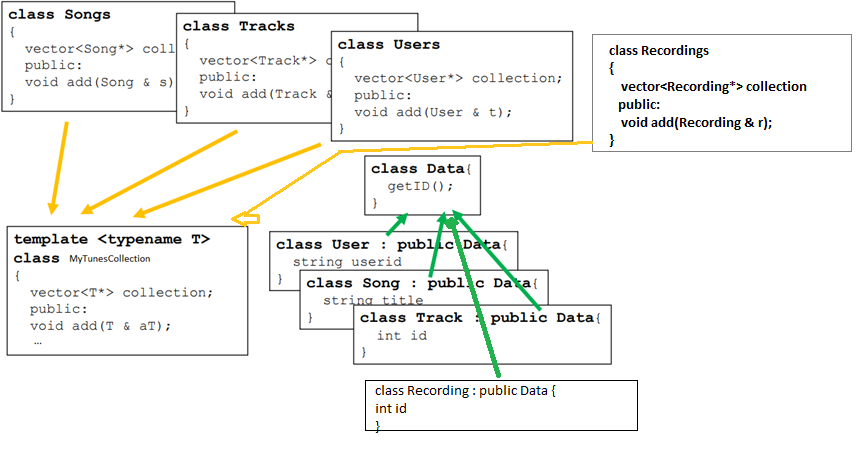 class Songs
{
vector<Song*> coll
public:
void add(Song & s)
}
class Tracks
{
vector<Track*> c
public:
void add(Track &
}
class Users
{
vector<User*> collection;
public:
void add(User & t);
}
class Recordings
{
vector<Recording*> collection
public:
void add(Recording & r);
}
class Data{
getID();
}
template <typename T>
class MyTunesCollection
{
vector<T*> collection;
public:
void add(T & aT);
…
class User : public Data{
string userid
}
class Song : public Data{
string title
}
class Track : public Data{
int id
}
class Recording : public Data {
int id
}